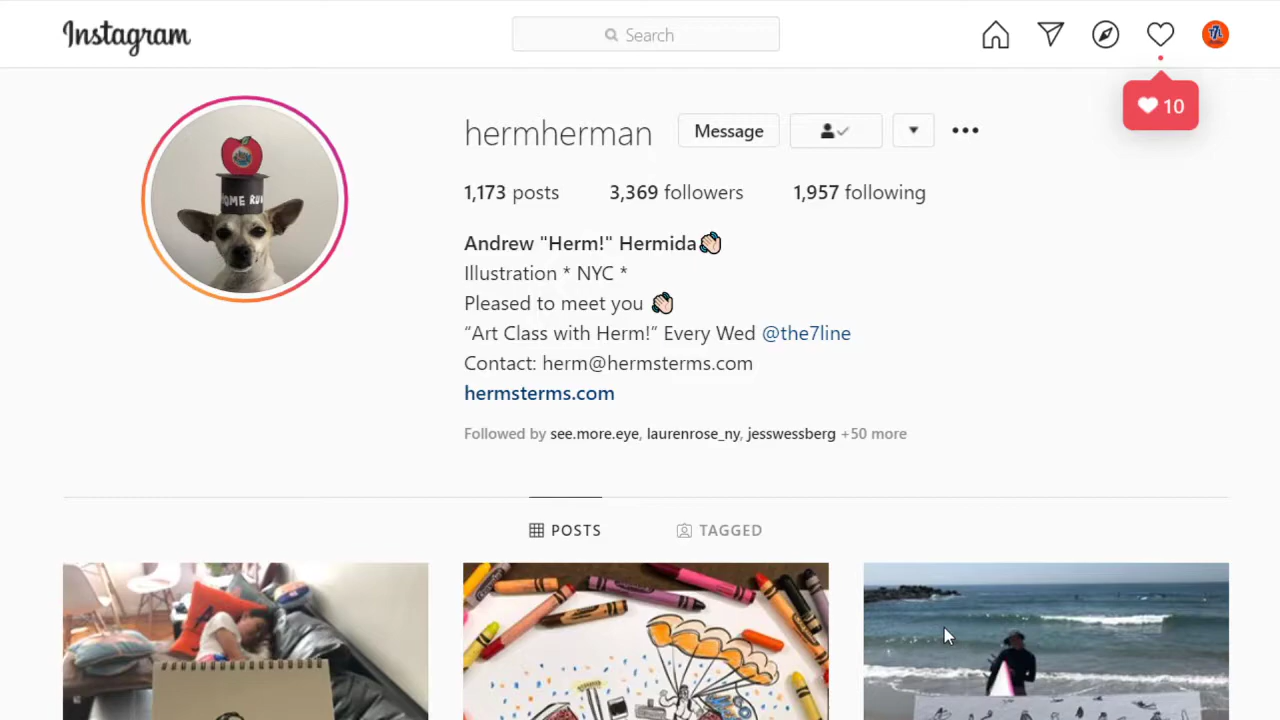 Instagram
Search
10
HOME RUN
hermherman Message
1,173 posts 3,369 followers 1,957 following
Andrew "Herm!" Hermida👏🏻
Illustration * NYC *
Pleased to meet you 👏🏻
“Art Class with Herm!” Every Wed @the7line
Contact: herm@hermsterms.com
hermsterms.com
Followed by see.more.eye, laurenrose_ny, jesswessberg +50 more
POSTS TAGGED